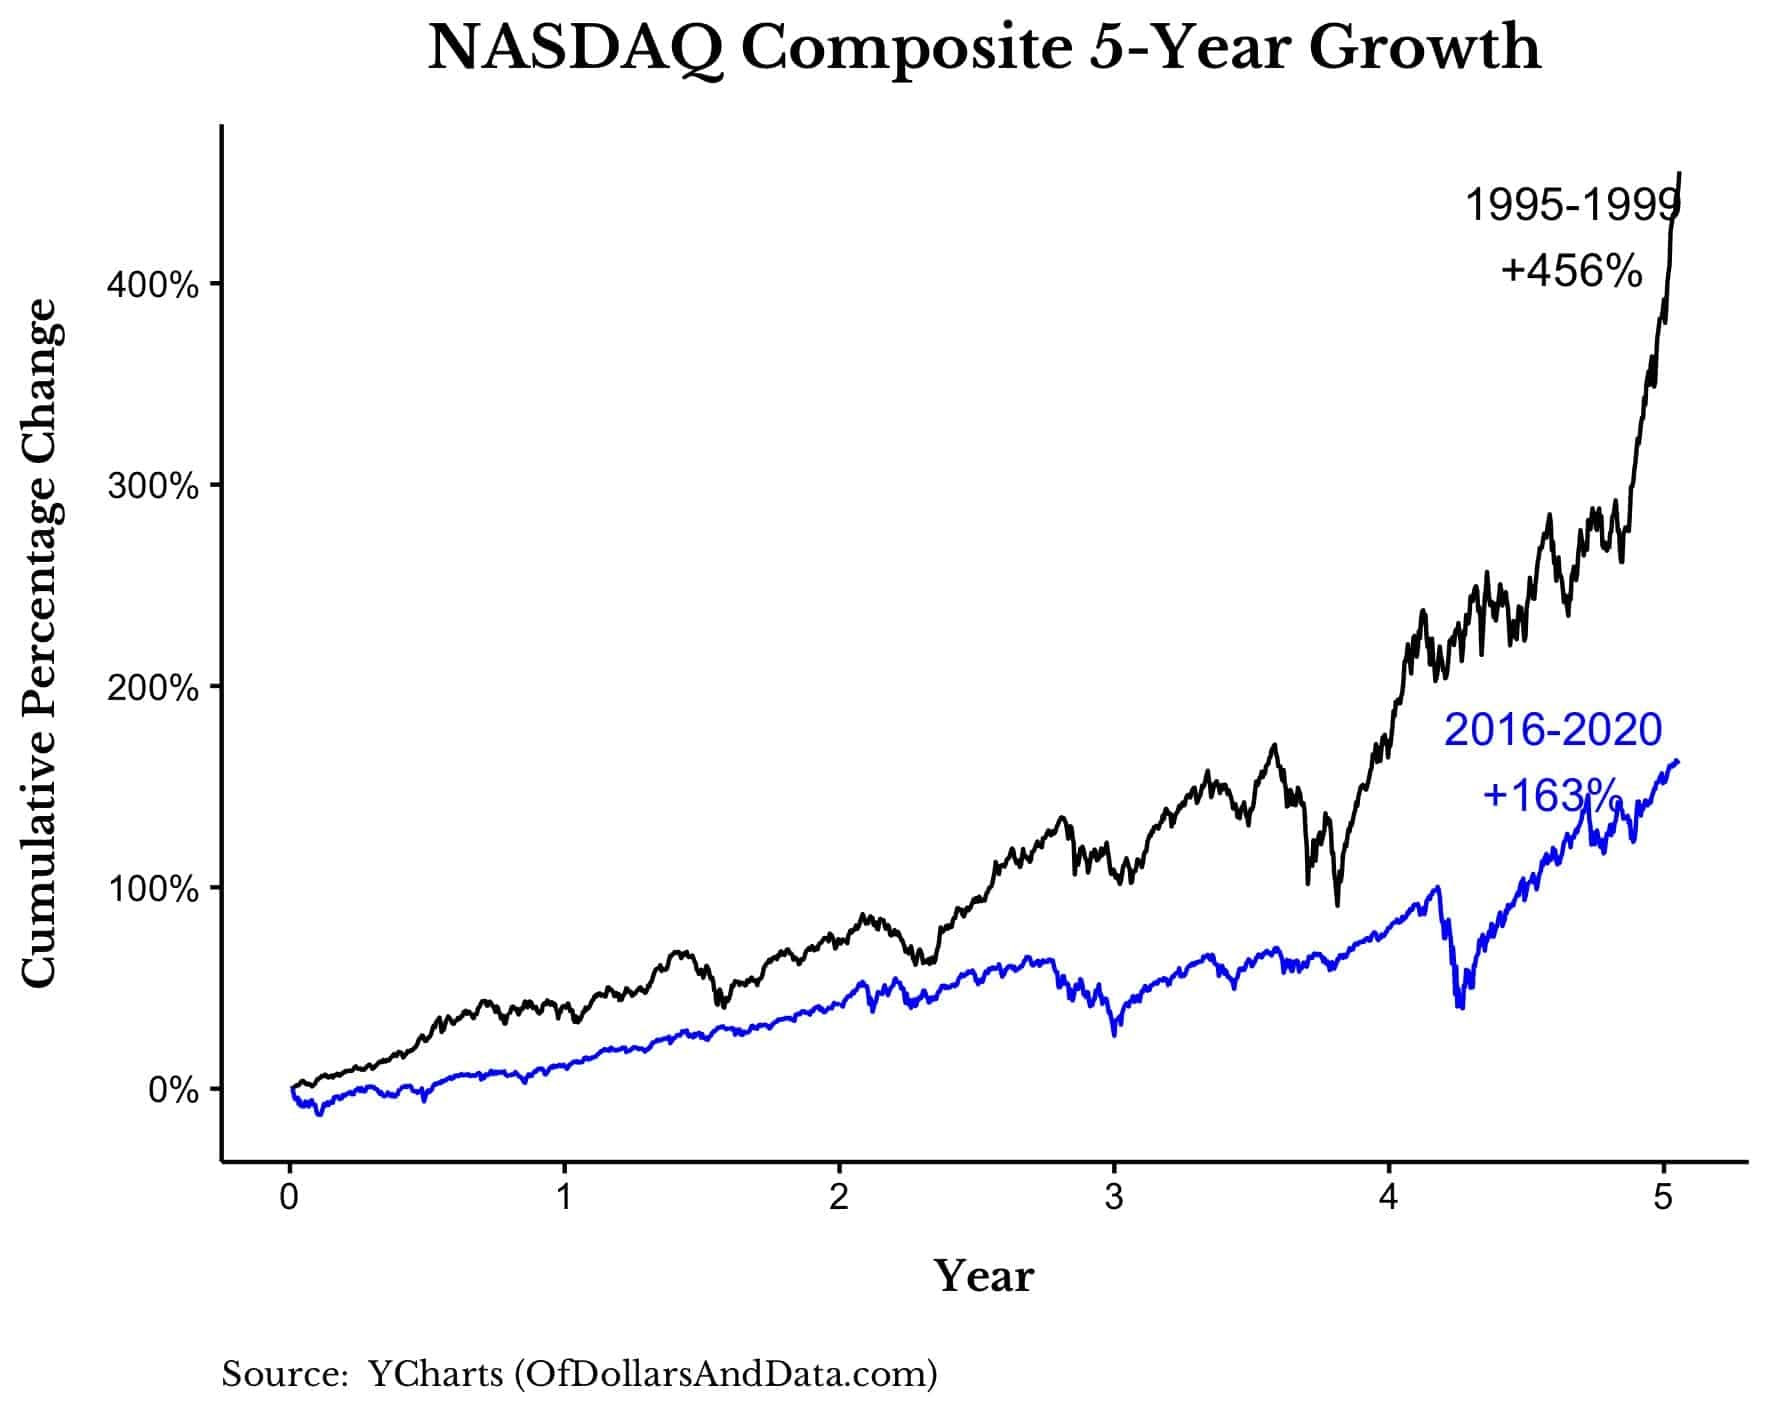 NASDAQ Composite 5-Year Growth
Cumulative Percentage Change
400%
300%
200%
100%
0%
1995-1999
+456%
2016-2020
+163%
0 1 2 3 4 5
Year
Source: YCharts (OfDollarsAndData.com)